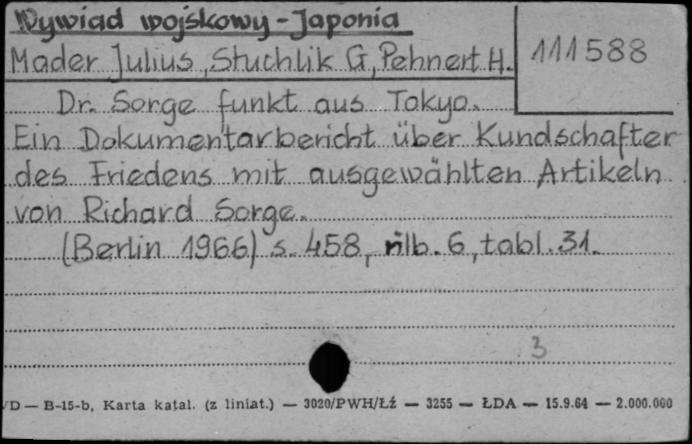 Wywiad wojskowy - Japonia
Mader Julius, Stuchlik G, Pehnert H.
111588
Dr. Sorge funkt aus Tokyo.
Ein Dokumentarbericht über Kundschafter
des Friedens mit ausgewählten Artikeln
von Richard Sorge.
(Berlin 1966) s. 458, nlb. 6, tabl. 31.
3
/D — B-15-b, Karta katal. (z liniat.) — 3020/PWH/Łź — 3255 — ŁDA — 15.9.64 — 2.000.000